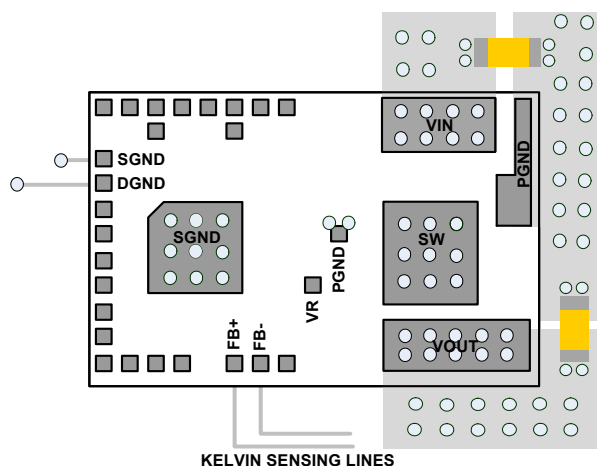 VIN
SGND
PGND
DGND
SGND
SW
PGND
VR
FB+
FB-
VOUT
KELVIN SENSING LINES